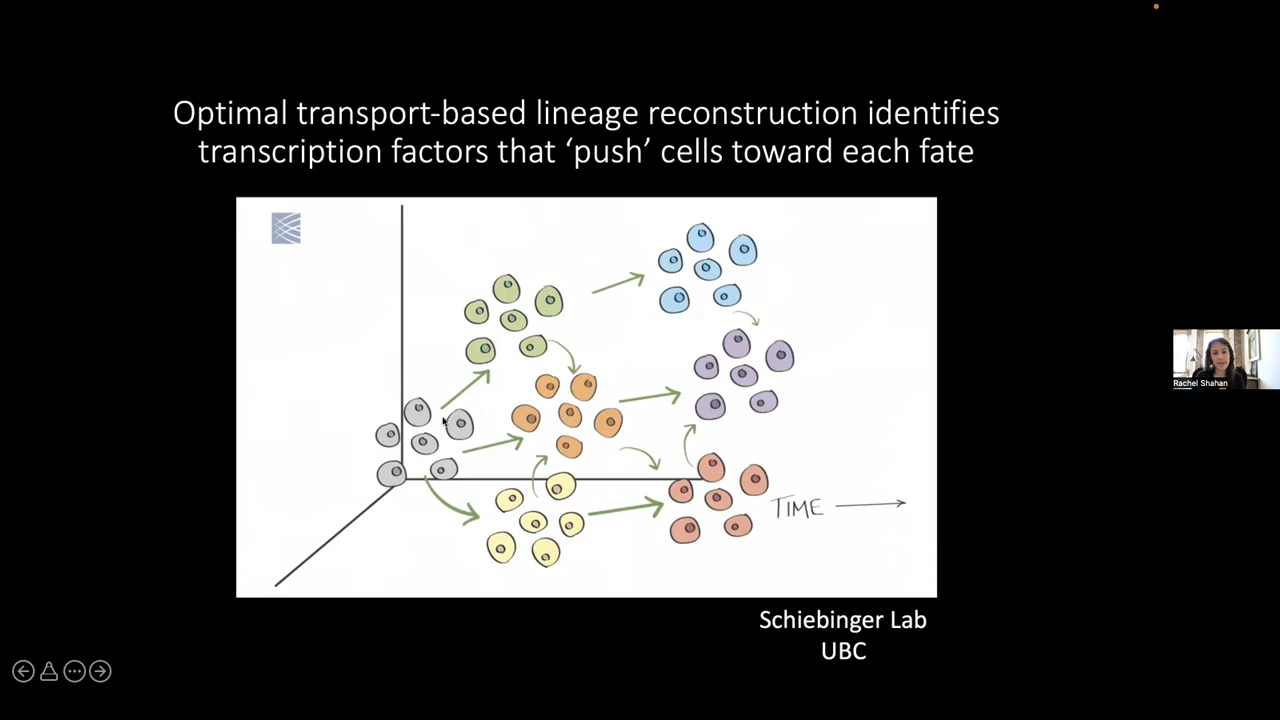 Optimal transport-based lineage reconstruction identifies
transcription factors that ‘push’ cells toward each fate
TIME
Rachel Shahan
Schiebinger Lab
UBC